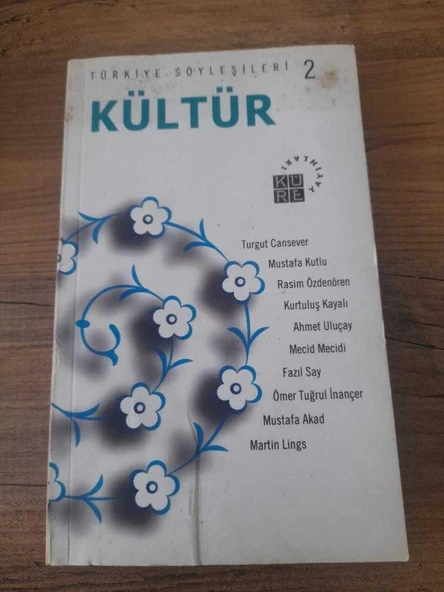 TÜRKİYE SÖYLEŞİLERİ 2
KÜLTÜR
KÜRE
YAYINLARI
Turgut Cansever
Mustafa Kutlu
Rasim Özdenören
Kurtuluş Kayalı
Ahmet Uluçay
Mecid Mecidi
Fazıl Say
Ömer Tuğrul İnançer
Mustafa Akad
Martin Lings